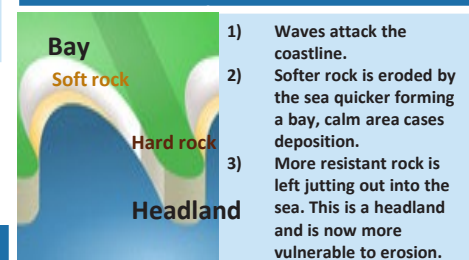 Bay
Soft rock
Hard rock
Headland
1) Waves attack the
coastline.
2) Softer rock is eroded by
the sea quicker forming
a bay, calm area cases
deposition.
3) More resistant rock is
left jutting out into the
sea. This is a headland
and is now more
vulnerable to erosion.